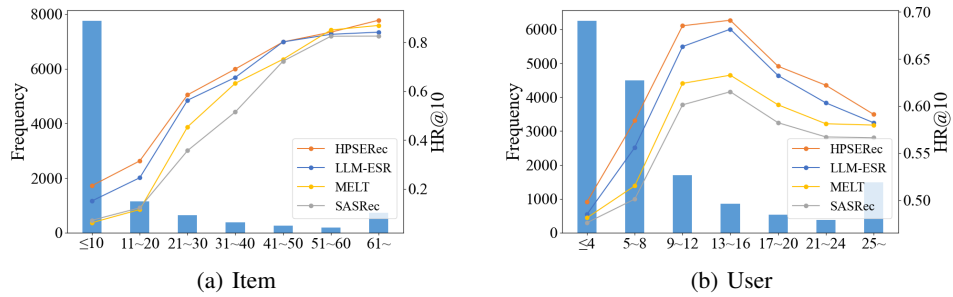 8000
6000
4000
2000
0
Frequency
0.8
0.6
0.4
0.2
HR@10
HPSERec
LLM-ESR
MELT
SASRec
≤10 11~20 21~30 31~40 41~50 51~60 61~
(a) Item
6000
5000
4000
3000
2000
1000
0
Frequency
0.70
0.65
0.60
0.55
0.50
HR@10
HPSERec
LLM-ESR
MELT
SASRec
≤4 5~8 9~12 13~16 17~20 21~24 25~
(b) User